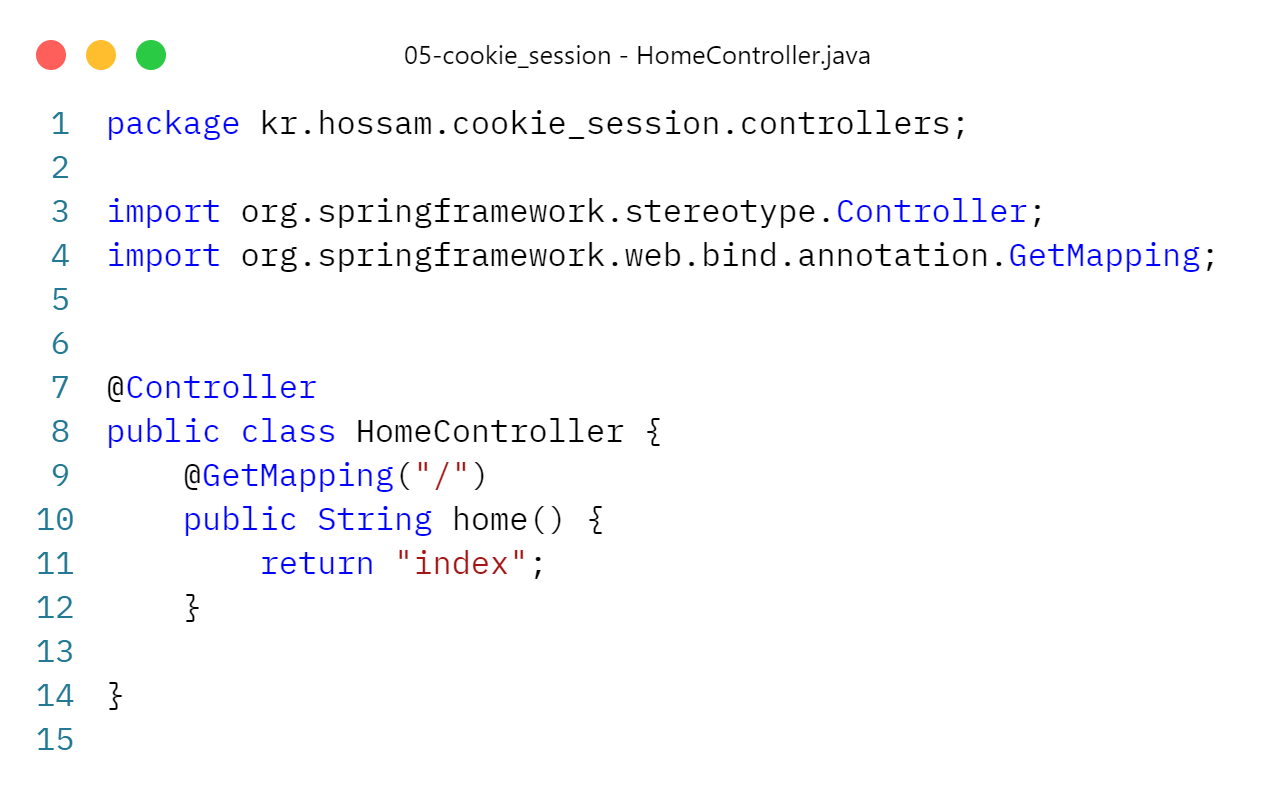 05-cookie_session - HomeController.java
1 package kr.hossam.cookie_session.controllers;
2
3 import org.springframework.stereotype.Controller;
4 import org.springframework.web.bind.annotation.GetMapping;
5
6
7 @Controller
8 public class HomeController {
9     @GetMapping("/")
10     public String home() {
11         return "index";
12     }
13
14 }
15